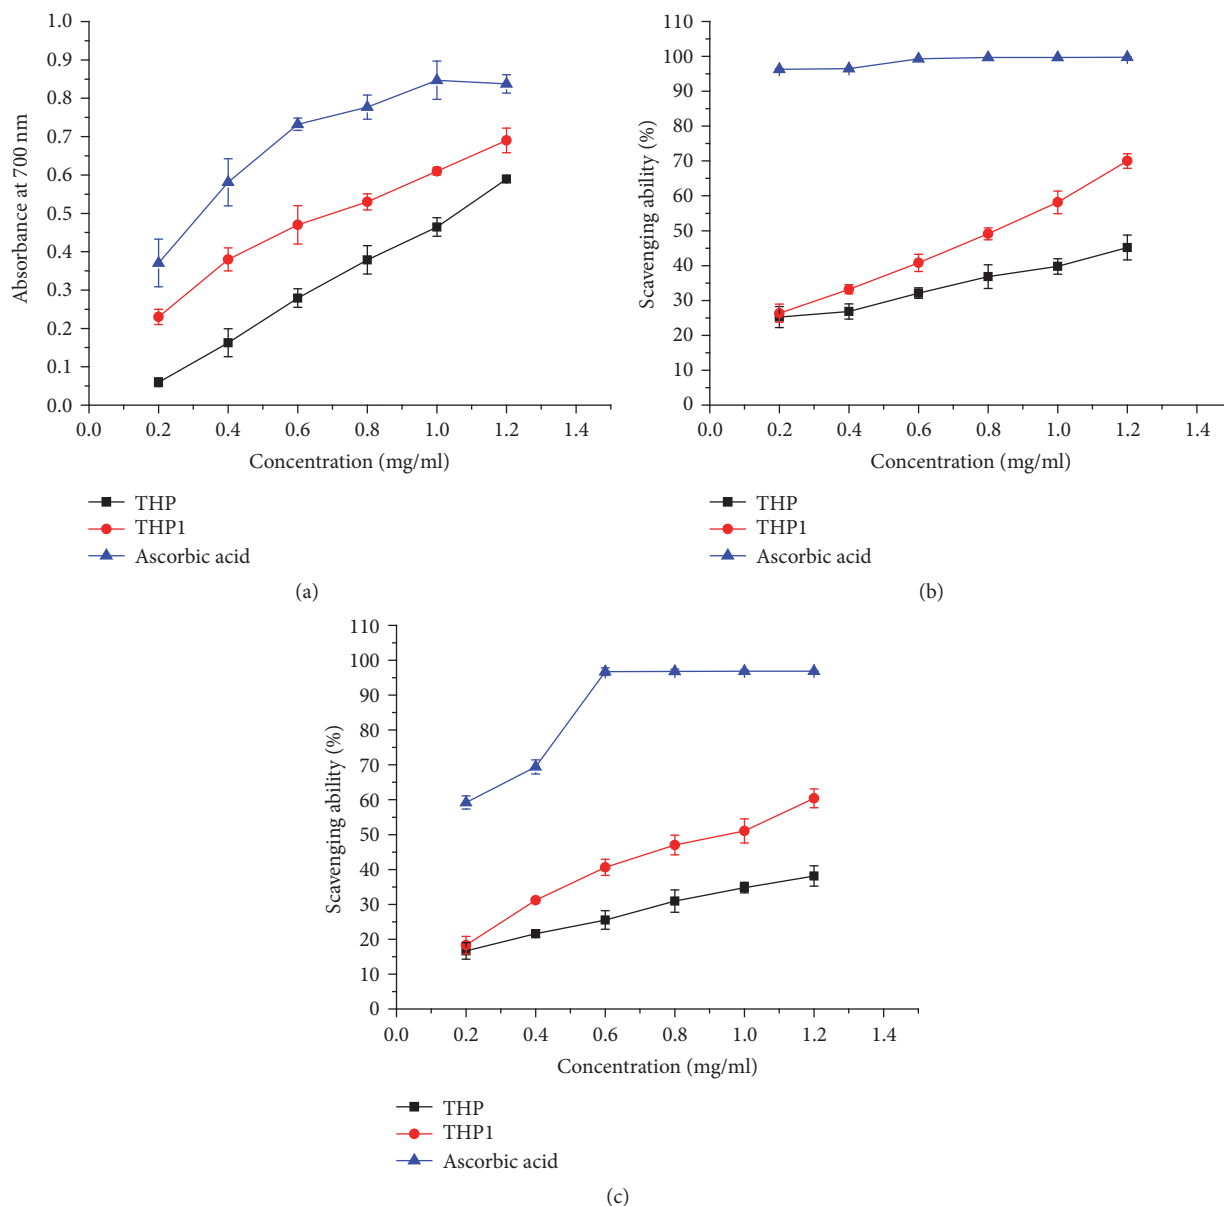 1.0
0.9
0.8
0.7
0.6
0.5
0.4
0.3
0.2
0.1
0.0
Absorbance at 700 nm
0.0 0.2 0.4 0.6 0.8 1.0 1.2 1.4
Concentration (mg/ml)
THP
THP1
Ascorbic acid
(a)
110
100
90
80
70
60
50
40
30
20
10
0
Scavenging ability (%)
0.0 0.2 0.4 0.6 0.8 1.0 1.2 1.4
Concentration (mg/ml)
THP
THP1
Ascorbic acid
(b)
110
100
90
80
70
60
50
40
30
20
10
0
Scavenging ability (%)
0.0 0.2 0.4 0.6 0.8 1.0 1.2 1.4
Concentration (mg/ml)
THP
THP1
Ascorbic acid
(c)